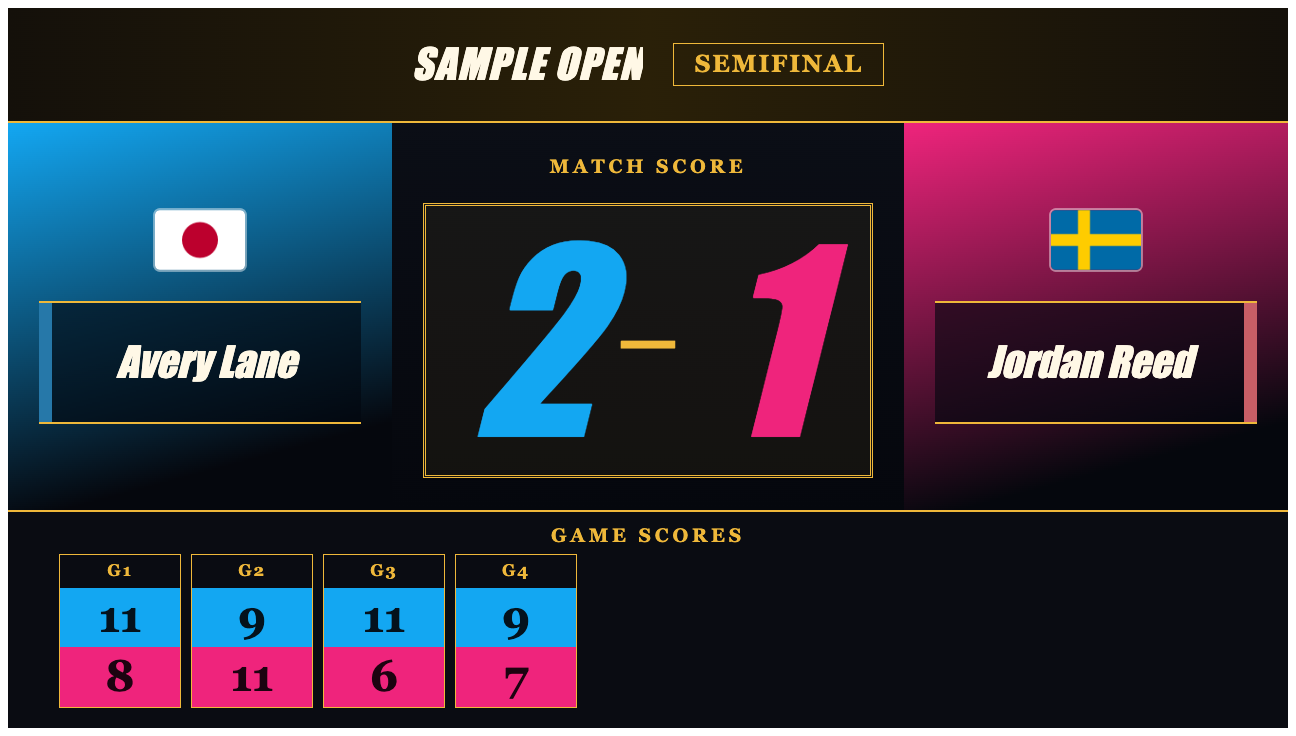 SAMPLE OPEN SEMIFINAL
MATCH SCORE
Avery Lane
2 – 1
Jordan Reed
GAME SCORES
G1 G2 G3 G4
11 9 11 9
8 11 6 7